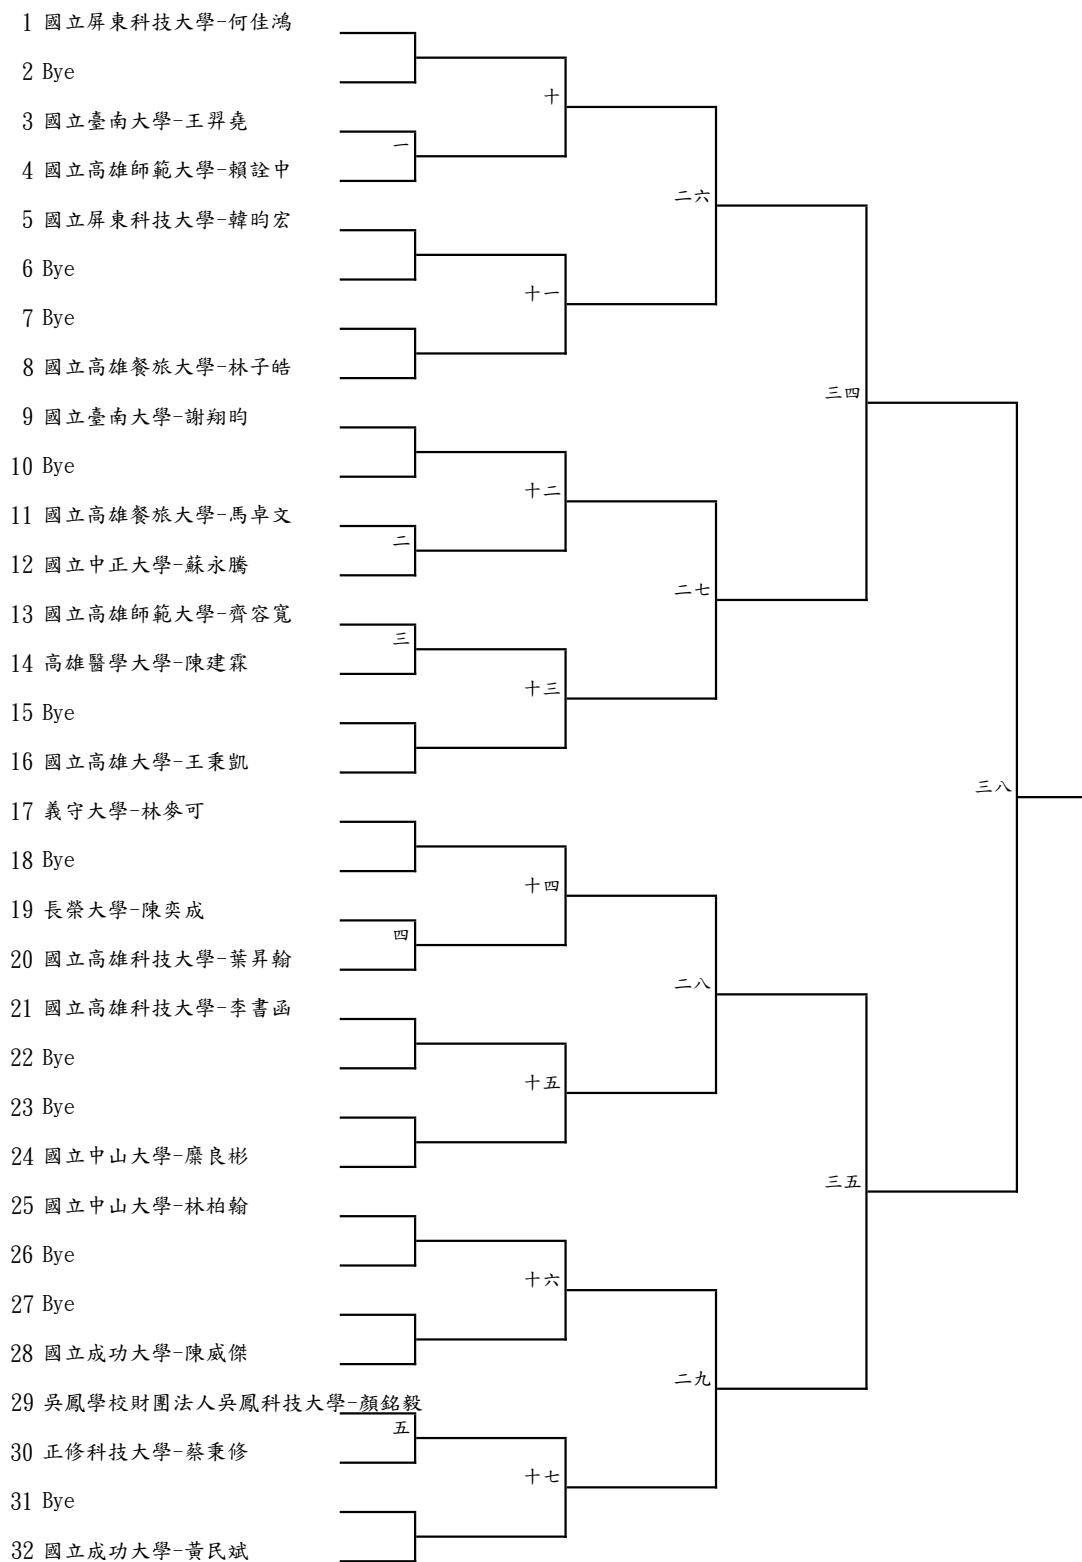 1 國立屏東科技大學-何佳鴻
2 Bye
十
3 國立臺南大學-王羿堯
一
4 國立高雄師範大學-賴詮中
二六
5 國立屏東科技大學-韓昀宏
6 Bye
十一
7 Bye
8 國立高雄餐旅大學-林子皓
三四
9 國立臺南大學-謝翔昀
10 Bye
十二
11 國立高雄餐旅大學-馬卓文
二
12 國立中正大學-蘇永騰
二七
13 國立高雄師範大學-齊容寬
三
14 高雄醫學大學-陳建霖
十三
15 Bye
16 國立高雄大學-王秉凱
三八
17 義守大學-林麥可
18 Bye
十四
19 長榮大學-陳奕成
四
20 國立高雄科技大學-葉昇翰
二八
21 國立高雄科技大學-李書函
22 Bye
十五
23 Bye
24 國立中山大學-糜良彬
三五
25 國立中山大學-林柏翰
26 Bye
十六
27 Bye
28 國立成功大學-陳威傑
二九
29 吳鳳學校財團法人吳鳳科技大學-顏銘毅
五
30 正修科技大學-蔡秉修
十七
31 Bye
32 國立成功大學-黃民斌